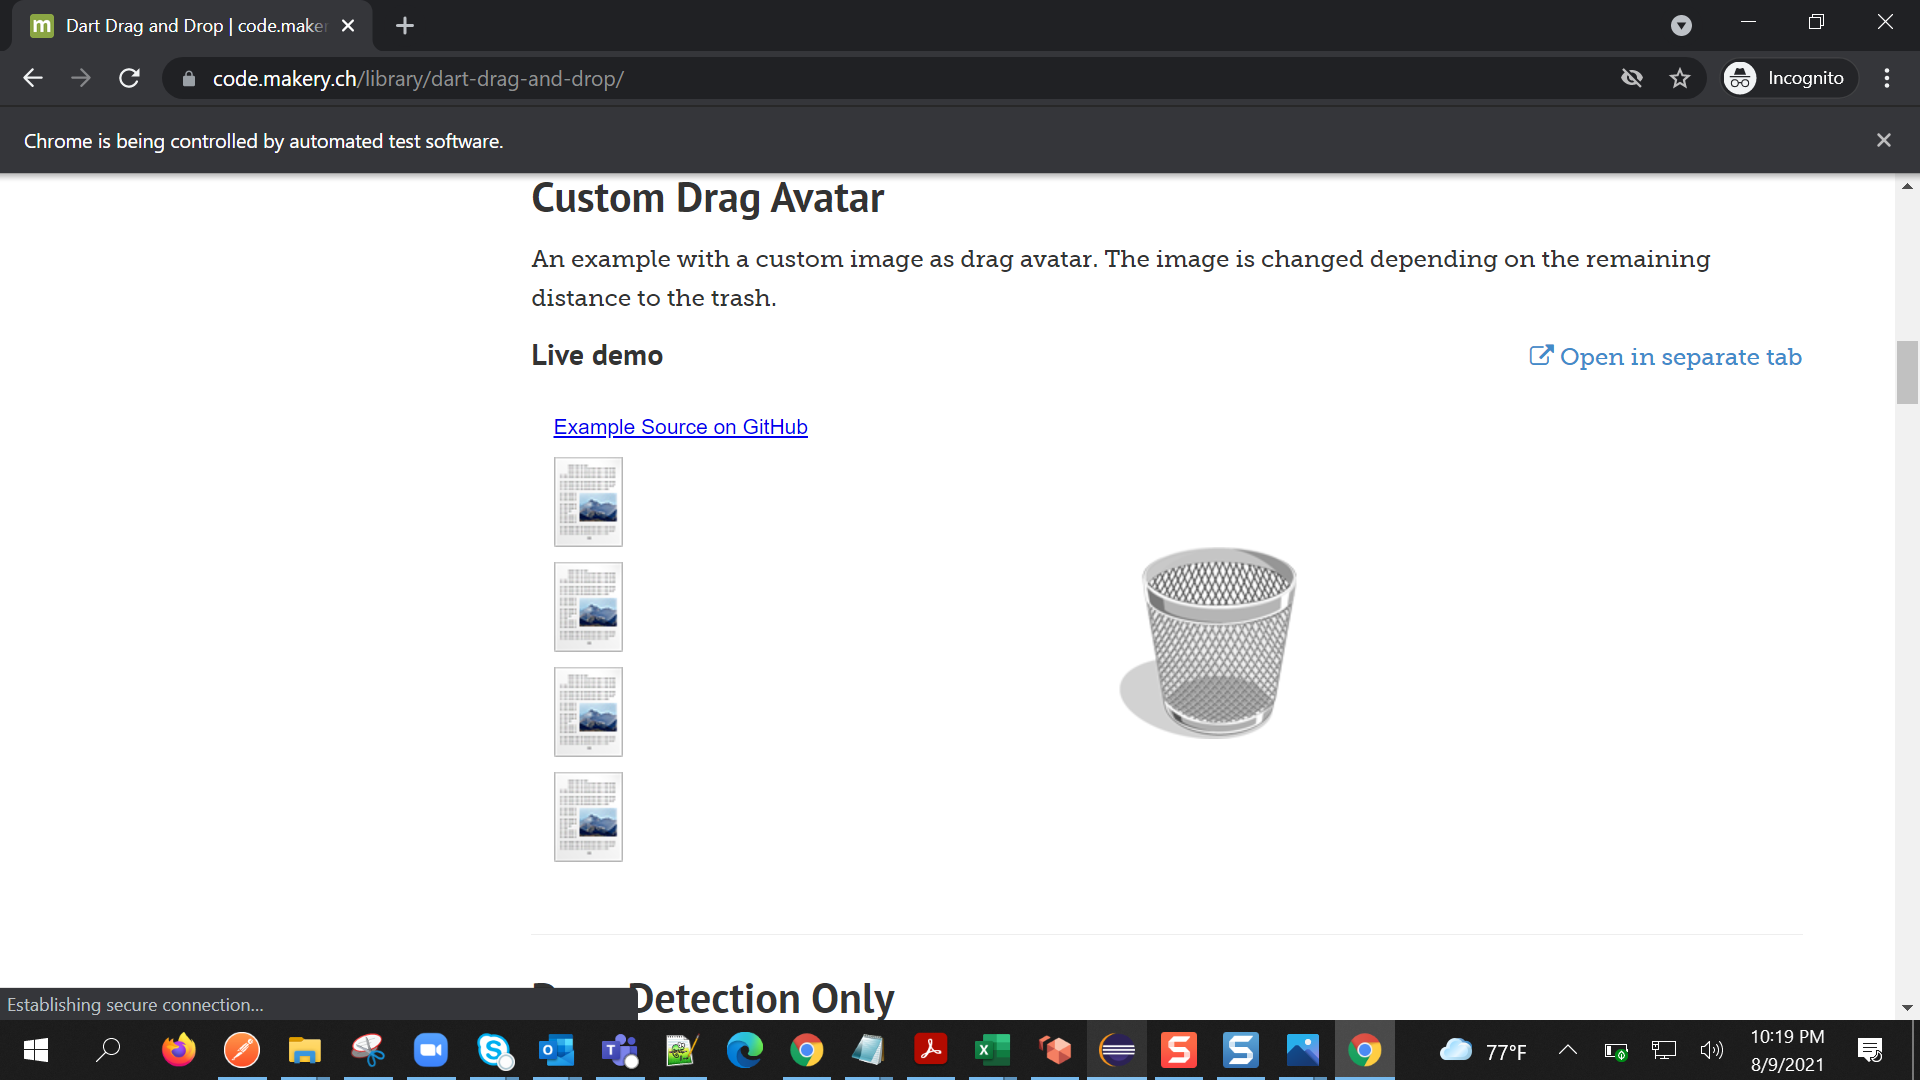 Dart Drag and Drop | code.make
code.makery.ch/library/dart-drag-and-drop/
Incognito
Chrome is being controlled by automated test software.
Custom Drag Avatar
An example with a custom image as drag avatar. The image is changed depending on the remaining
distance to the trash.
Live demo
Open in separate tab
Example Source on GitHub
Detection Only
Establishing secure connection...
77°F
10:19 PM
8/9/2021